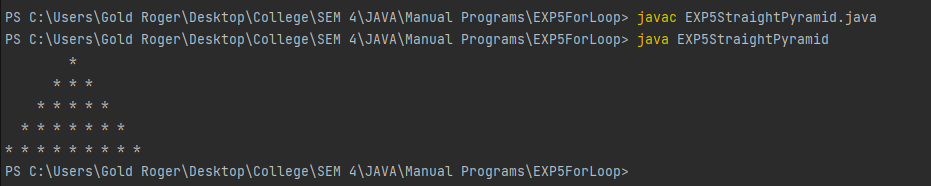 PS C:\Users\Gold Roger\Desktop\College\SEM 4\JAVA\Manual Programs\EXP5ForLoop> javac EXP5StraightPyramid.java
PS C:\Users\Gold Roger\Desktop\College\SEM 4\JAVA\Manual Programs\EXP5ForLoop> java EXP5StraightPyramid
        *
      * * *
    * * * * *
  * * * * * * *
* * * * * * * * *
PS C:\Users\Gold Roger\Desktop\College\SEM 4\JAVA\Manual Programs\EXP5ForLoop>